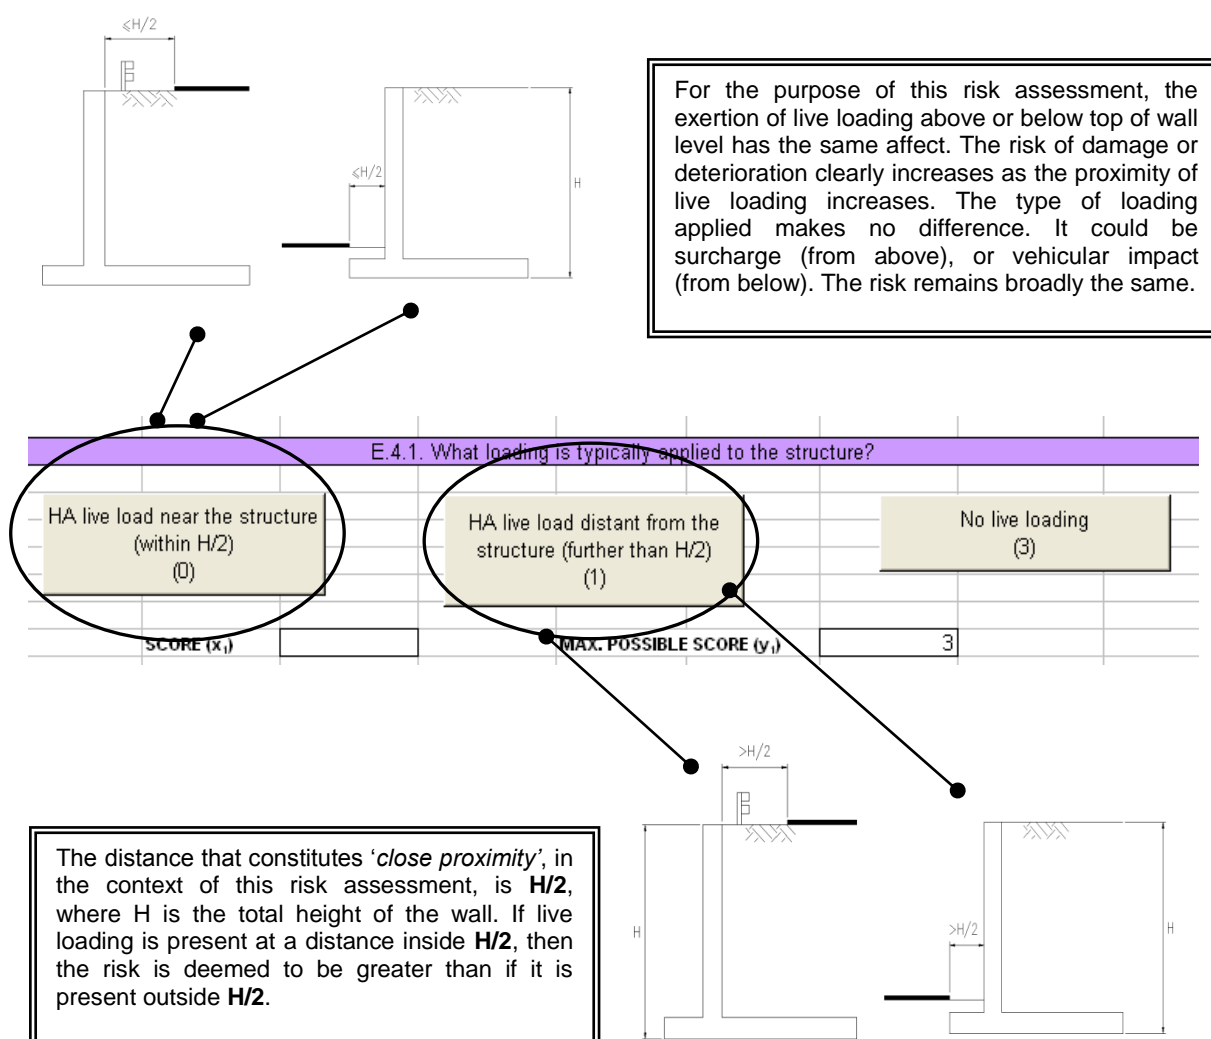 ≤H/2
≤H/2
H
For the purpose of this risk assessment, the
exertion of live loading above or below top of wall
level has the same affect. The risk of damage or
deterioration clearly increases as the proximity of
live loading increases. The type of loading
applied makes no difference. It could be
surcharge (from above), or vehicular impact
(from below). The risk remains broadly the same.
E.4.1. What loading is typically applied to the structure?
HA live load near the structure
(within H/2)
(0)
HA live load distant from the
structure (further than H/2)
(1)
No live loading
(3)
SCORE (x₁)
MAX. POSSIBLE SCORE (y₁)
3
>H/2
H
>H/2
H
The distance that constitutes ‘close proximity’, in
the context of this risk assessment, is H/2,
where H is the total height of the wall. If live
loading is present at a distance inside H/2, then
the risk is deemed to be greater than if it is
present outside H/2.